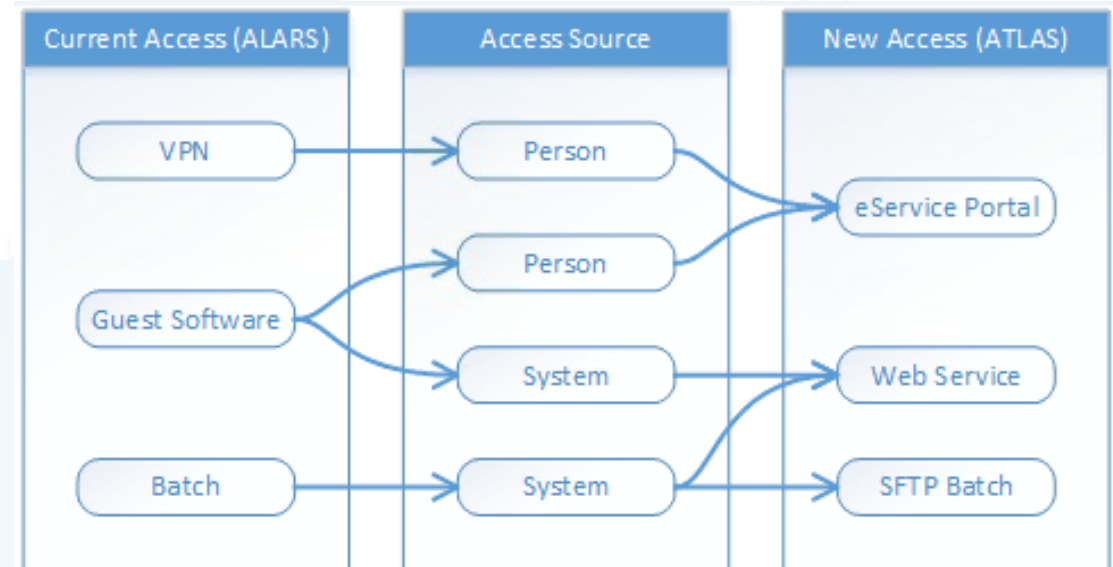 Current Access (ALARS)
Access Source
New Access (ATLAS)
VPN
Person
eService Portal
Person
Guest Software
System
Web Service
Batch
System
SFTP Batch